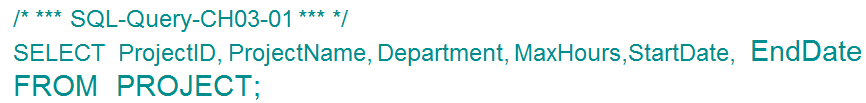 /* *** SQL-Query-CH03-01 *** */
SELECT ProjectID, ProjectName, Department, MaxHours,StartDate, EndDate
FROM PROJECT;